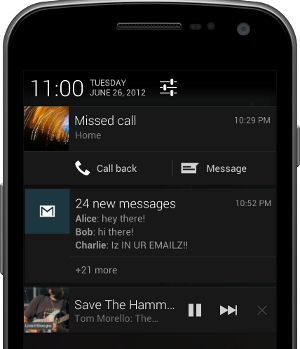 11:00 TUESDAY
JUNE 26, 2012
Missed call 10:29 PM
Home
Call back Message
24 new messages 10:52 PM
Alice: hey there!
Bob: hi there!
Charlie: Iz IN UR EMAILZ!!
+21 more
Save The Hamm...
Tom Morello: The...